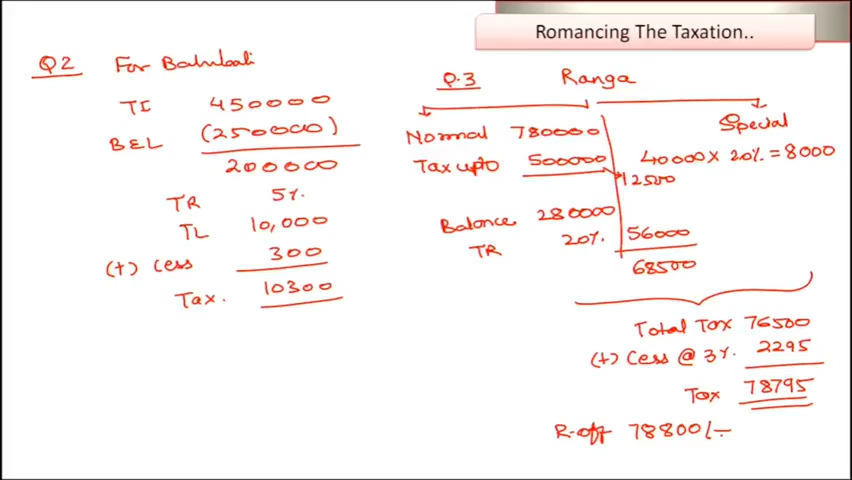 Romancing The Taxation..
Q2 For Bahubali
TI 450000
BEL (250000)
200000
TR 5%.
TL 10,000
(+) Cess 300
Tax. 10300
Q.3 Ranga
Normal 780000
Tax upto 500000
12500
Balance 280000
TR 20%. 56000
68500
Special
40000 x 20% = 8000
Total Tax 76500
(+) Cess @ 3%. 2295
Tax 78795
R-off 78800/-